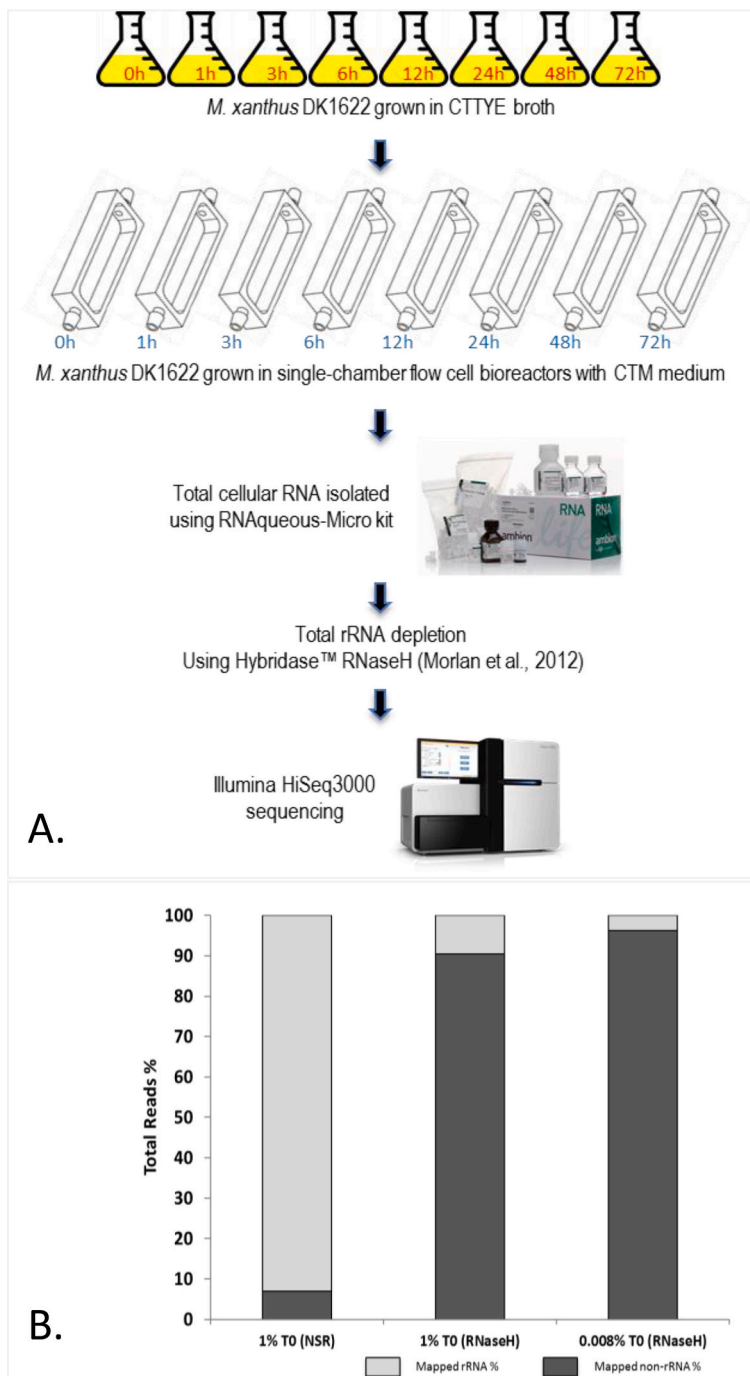 0h 1h 3h 6h 12h 24h 48h 72h
M. xanthus DK1622 grown in CTTYE broth
0h 1h 3h 6h 12h 24h 48h 72h
M. xanthus DK1622 grown in single-chamber flow cell bioreactors with CTM medium
Total cellular RNA isolated
using RNAqueous-Micro kit
RNA RNA
life
ambion ambion
Total rRNA depletion
Using Hybridase™ RNaseH (Morlan et al., 2012)
Illumina HiSeq3000
sequencing
A.
100
90
80
70
60
50
40
30
20
10
0
Total Reads %
1% T0 (NSR) 1% T0 (RNaseH) 0.008% T0 (RNaseH)
Mapped rRNA % Mapped non-rRNA %
B.